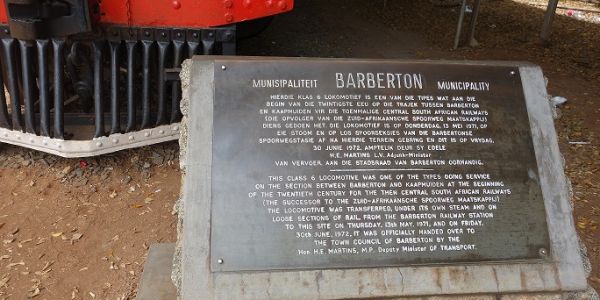 MUNISIPALITEIT BARBERTON MUNICIPALITY
HIERDIE KLAS 6 LOKOMOTIEF IS EEN VAN DIE TIPES WAT AAN DIE
BEGIN VAN DIE TWINTIGSTE EEU OP DIE TRAJEK TUSSEN BARBERTON
EN KAAPMUIDEN VIR DIE TOENMALIGE CENTRAL SOUTH AFRICAN RAILWAYS
(DIE OPVOLGER VAN DIE ZUID-AFRIKAANSCHE SPOORWEG MAATSKAPPIJ)
DIENS GEDOEN HET. DIE LOKOMOTIEF IS OP DONDERDAG, 13 MEI 1971, OP
EIE STOOM EN OP LOS SPOORSEKSIES VAN DIE BARBERTONSE
SPOORWEGSTASIE AF NA HIERDIE TERREIN GEBRING EN DIT IS OP VRYDAG,
30 JUNIE 1972, AMPTELIK DEUR SY EDELE
H.E. MARTINS L.V. Adjunk-Minister
VAN VERVOER AAN DIE STADSRAAD VAN BARBERTON OORHANDIG.
THIS CLASS 6 LOCOMOTIVE WAS ONE OF THE TYPES DOING SERVICE
ON THE SECTION BETWEEN BARBERTON AND KAAPMUIDEN AT THE BEGINNING
OF THE TWENTIETH CENTURY FOR THE THEN CENTRAL SOUTH AFRICAN RAILWAYS
(THE SUCCESSOR TO THE ZUID-AFRIKAANSCHE SPOORWEG MAATSKAPPIJ)
THE LOCOMOTIVE WAS TRANSFERRED, UNDER ITS OWN STEAM AND ON
LOOSE SECTIONS OF RAIL, FROM THE BARBERTON RAILWAY STATION
TO THIS SITE ON THURSDAY, 13th MAY, 1971, AND ON FRIDAY,
30th JUNE, 1972, IT WAS OFFICIALLY HANDED OVER TO
THE TOWN COUNCIL OF BARBERTON BY THE
Hon. H.E. MARTINS, M.P. Deputy Minister OF TRANSPORT.